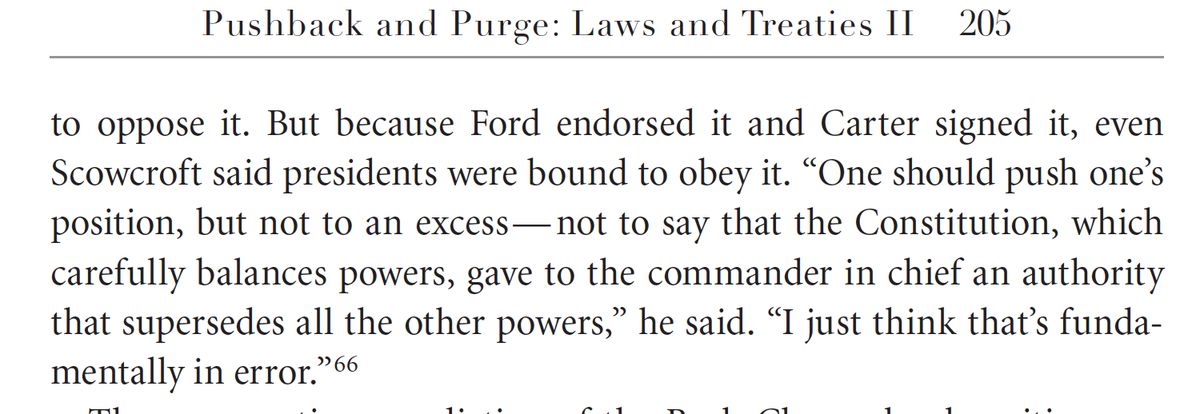 Pushback and Purge: Laws and Treaties II 205
to oppose it. But because Ford endorsed it and Carter signed it, even
Scowcroft said presidents were bound to obey it. “One should push one’s
position, but not to an excess—not to say that the Constitution, which
carefully balances powers, gave to the commander in chief an authority
that supersedes all the other powers,” he said. “I just think that’s funda-
mentally in error.”66